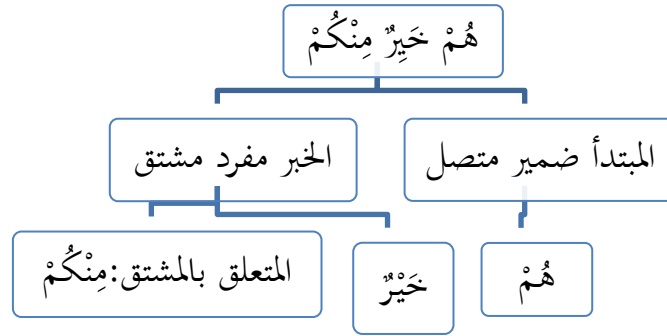 هُمْ خَيِرٌ مِنْكُمْ
المبتدأ ضمير متصل
الخبر مفرد مشتق
هُمْ
خَيْرٌ
المتعلق بالمشتق:مِنْكُمْ